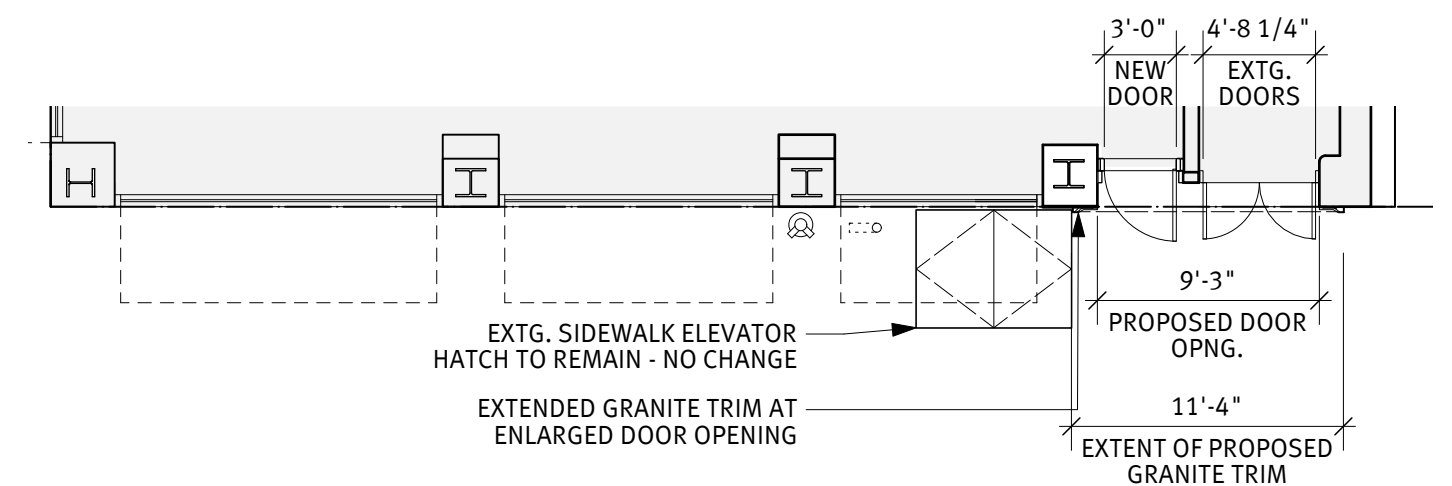 3'-0"
4'-8 1/4"
NEW
DOOR
EXTG.
DOORS
9'-3"
PROPOSED DOOR
OPNG.
EXTG. SIDEWALK ELEVATOR
HATCH TO REMAIN - NO CHANGE
EXTENDED GRANITE TRIM AT
ENLARGED DOOR OPENING
11'-4"
EXTENT OF PROPOSED
GRANITE TRIM